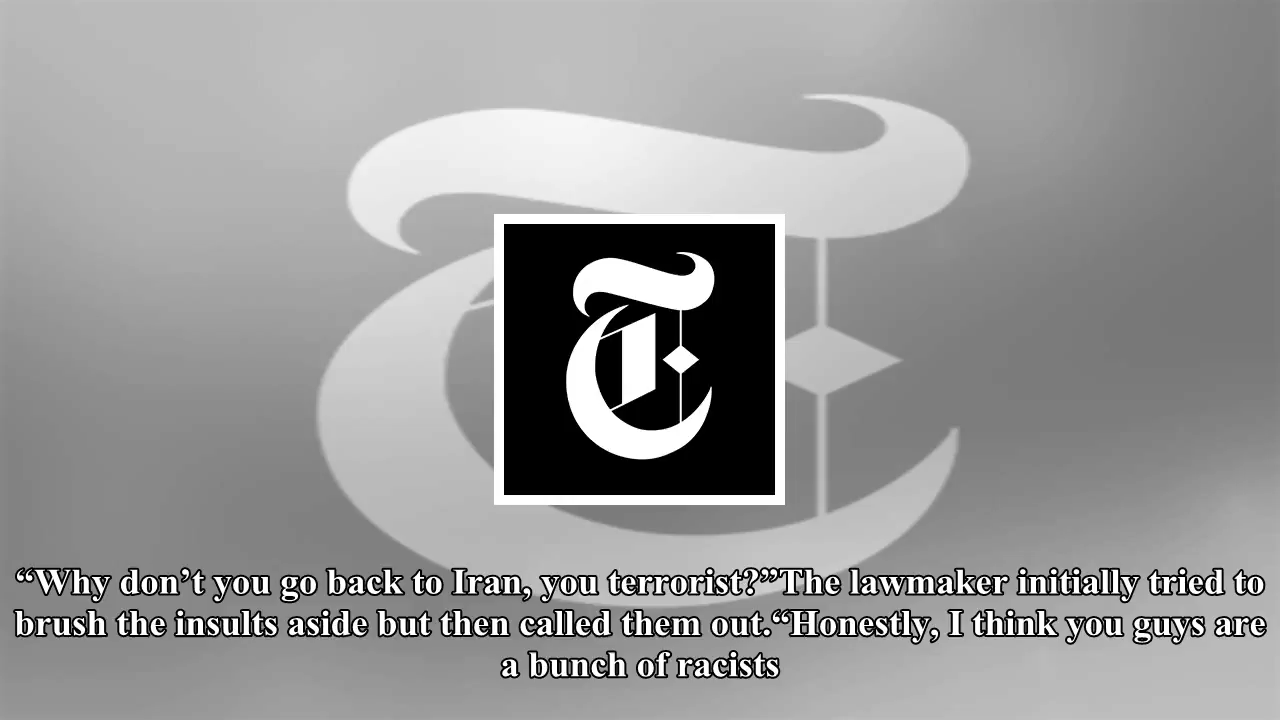 “Why don’t you go back to Iran, you terrorist?”The lawmaker initially tried to
brush the insults aside but then called them out.“Honestly, I think you guys are
a bunch of racists